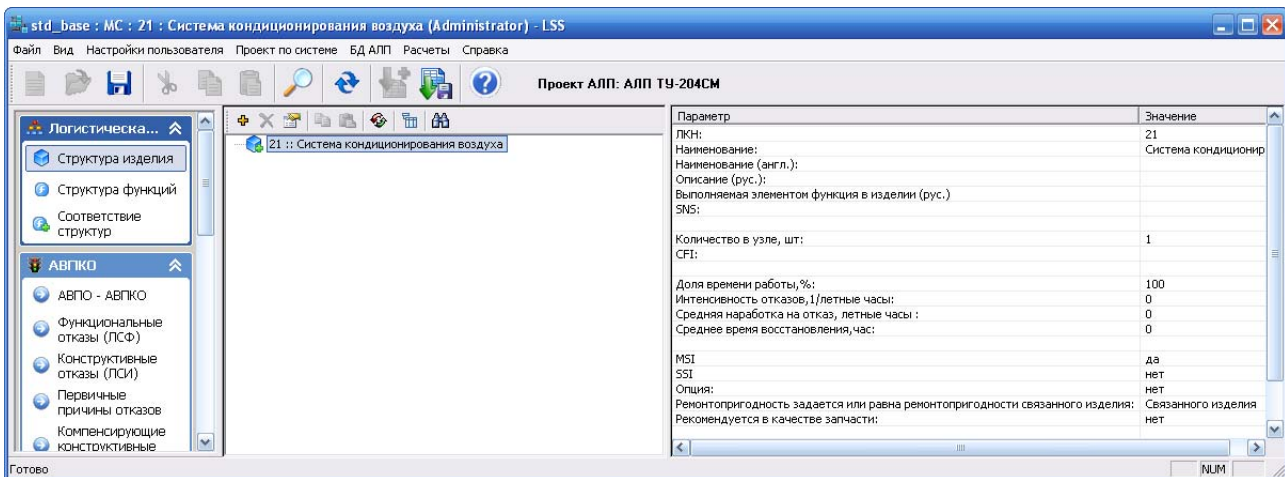 std_base : МС : 21 : Система кондиционирования воздуха (Administrator) - LSS
Файл Вид Настройки пользователя Проект по системе БД АЛП Расчеты Справка
Проект АЛП: АЛП ТУ-204СМ
Логистическа...
Структура изделия
Структура функций
Соответствие
структур
АВПКО
АВПО - АВПКО
Функциональные
отказы (ЛСФ)
Конструктивные
отказы (ЛСИ)
Первичные
причины отказов
Компенсирующие
конструктивные
21 :: Система кондиционирования воздуха
Параметр Значение
ЛКН: 21
Наименование: Система кондиционир
Наименование (англ.):
Описание (рус.):
Выполняемая элементом функция в изделии (рус.)
SNS:
Количество в узле, шт: 1
CFI:
Доля времени работы,%: 100
Интенсивность отказов,1/летные часы: 0
Средняя наработка на отказ, летные часы : 0
Среднее время восстановления,час: 0
MSI да
SSI нет
Опция: нет
Ремонтопригодность задается или равна ремонтопригодности связанного изделия: Связанного изделия
Рекомендуется в качестве запчасти: нет
Готово NUM